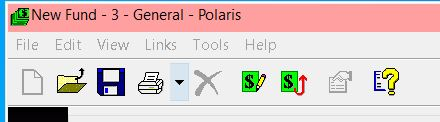 New Fund - 3 - General - Polaris
File Edit View Links Tools Help